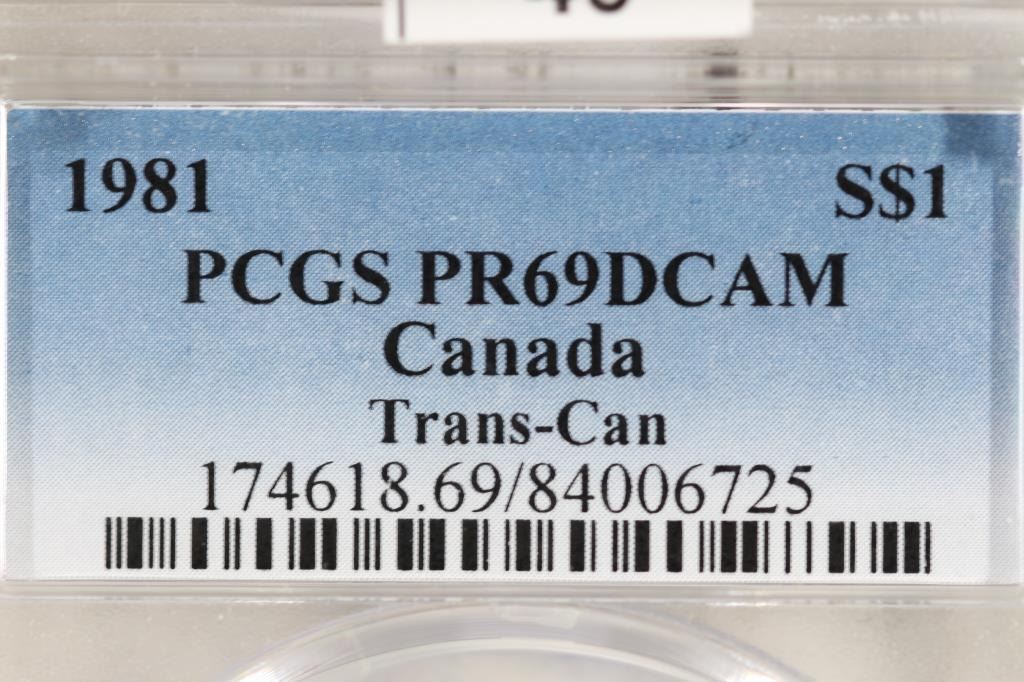 1981 S$1
PCGS PR69DCAM
Canada
Trans-Can
174618.69/84006725